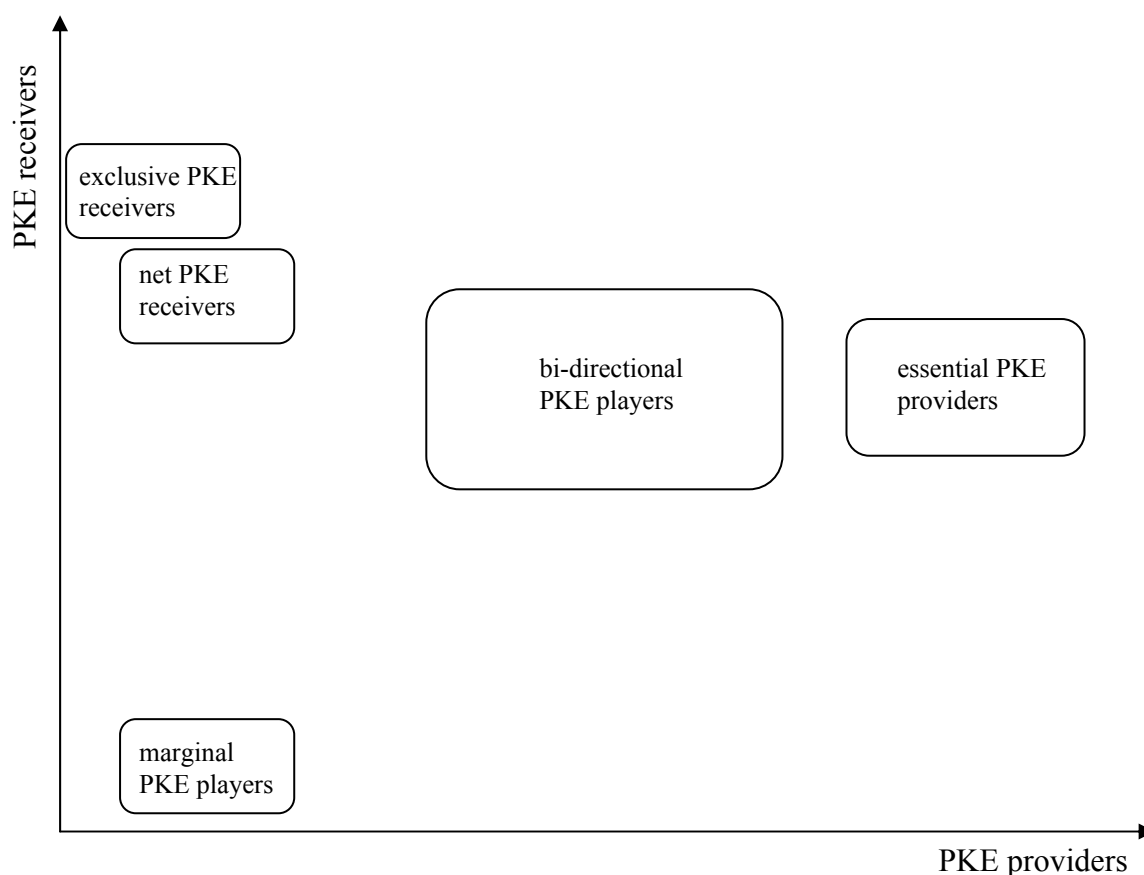 PKE receivers
exclusive PKE
receivers
net PKE
receivers
bi-directional
PKE players
essential PKE
providers
marginal
PKE players
PKE providers